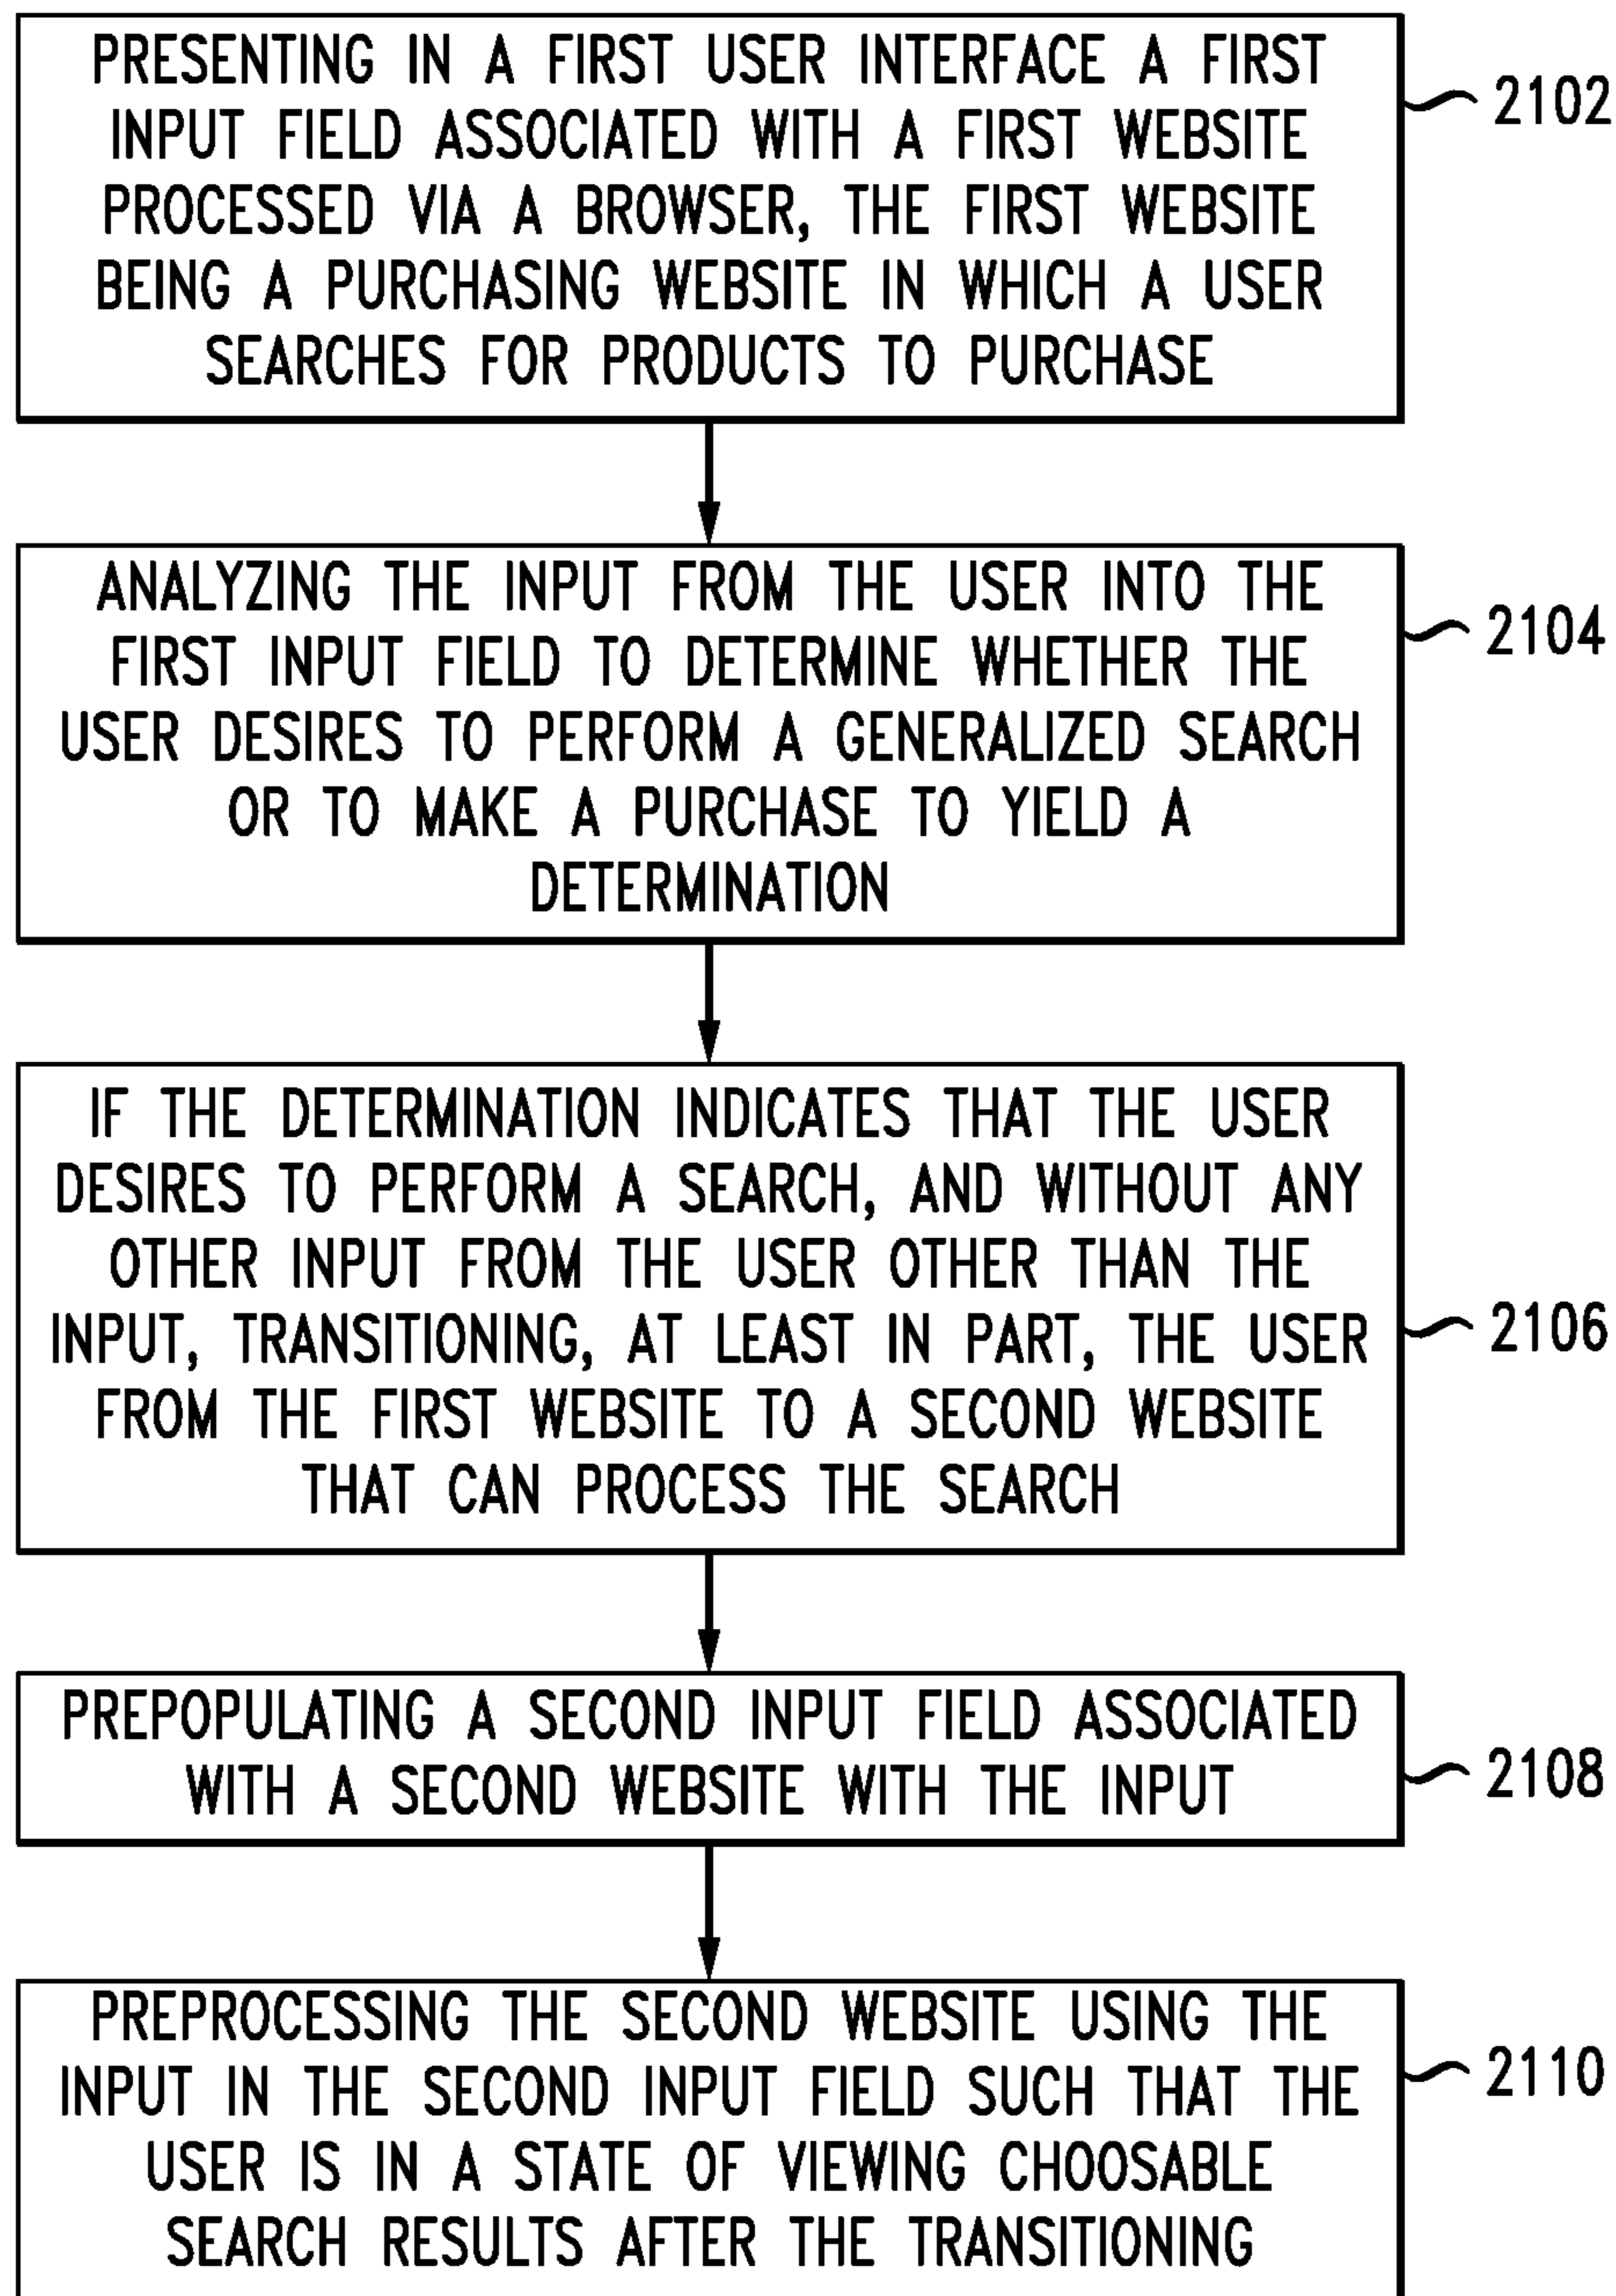 PRESENTING IN A FIRST USER INTERFACE A FIRST
INPUT FIELD ASSOCIATED WITH A FIRST WEBSITE
PROCESSED VIA A BROWSER, THE FIRST WEBSITE
BEING A PURCHASING WEBSITE IN WHICH A USER
SEARCHES FOR PRODUCTS TO PURCHASE
2102
ANALYZING THE INPUT FROM THE USER INTO THE
FIRST INPUT FIELD TO DETERMINE WHETHER THE
USER DESIRES TO PERFORM A GENERALIZED SEARCH
OR TO MAKE A PURCHASE TO YIELD A
DETERMINATION
2104
IF THE DETERMINATION INDICATES THAT THE USER
DESIRES TO PERFORM A SEARCH, AND WITHOUT ANY
OTHER INPUT FROM THE USER OTHER THAN THE
INPUT, TRANSITIONING, AT LEAST IN PART, THE USER
FROM THE FIRST WEBSITE TO A SECOND WEBSITE
THAT CAN PROCESS THE SEARCH
2106
PREPOPULATING A SECOND INPUT FIELD ASSOCIATED
WITH A SECOND WEBSITE WITH THE INPUT
2108
PREPROCESSING THE SECOND WEBSITE USING THE
INPUT IN THE SECOND INPUT FIELD SUCH THAT THE
USER IS IN A STATE OF VIEWING CHOOSABLE
SEARCH RESULTS AFTER THE TRANSITIONING
2110